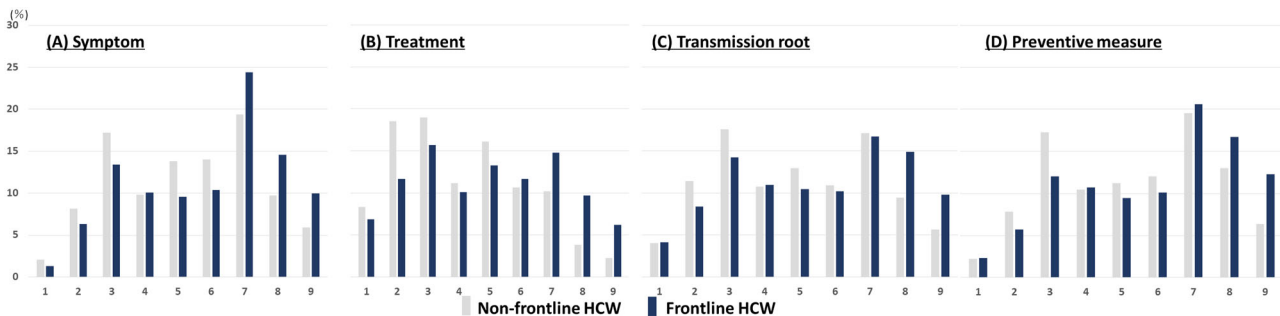 (%)
30
25
20
15
10
5
0
(A) Symptom
1 2 3 4 5 6 7 8 9
(B) Treatment
1 2 3 4 5 6 7 8 9
(C) Transmission root
1 2 3 4 5 6 7 8 9
(D) Preventive measure
1 2 3 4 5 6 7 8 9
Non-frontline HCW Frontline HCW